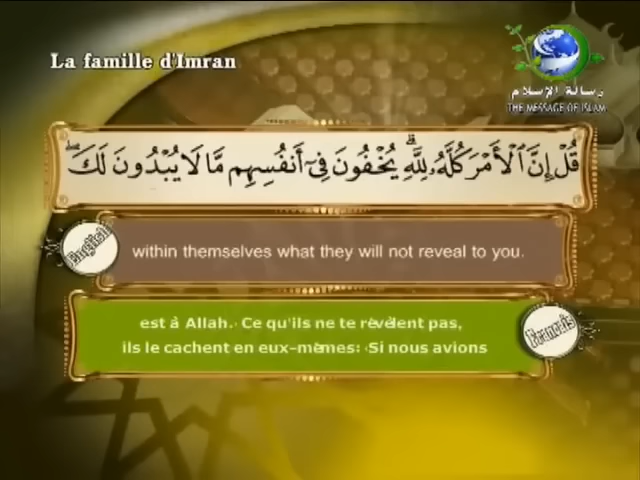 La famille d'Imran
رسالة الإسلام
THE MESSAGE OF ISLAM
قُلْ إِنَّ ٱلْأَمْرَ كُلَّهُۥ لِلَّهِ ۗ يُخْفُونَ فِىٓ أَنفُسِهِم مَّا لَا يُبْدُونَ لَكَ ۖ
English
within themselves what they will not reveal to you.
est à Allah. Ce qu'ils ne te révèlent pas,
ils le cachent en eux-mêmes: Si nous avions
Francais